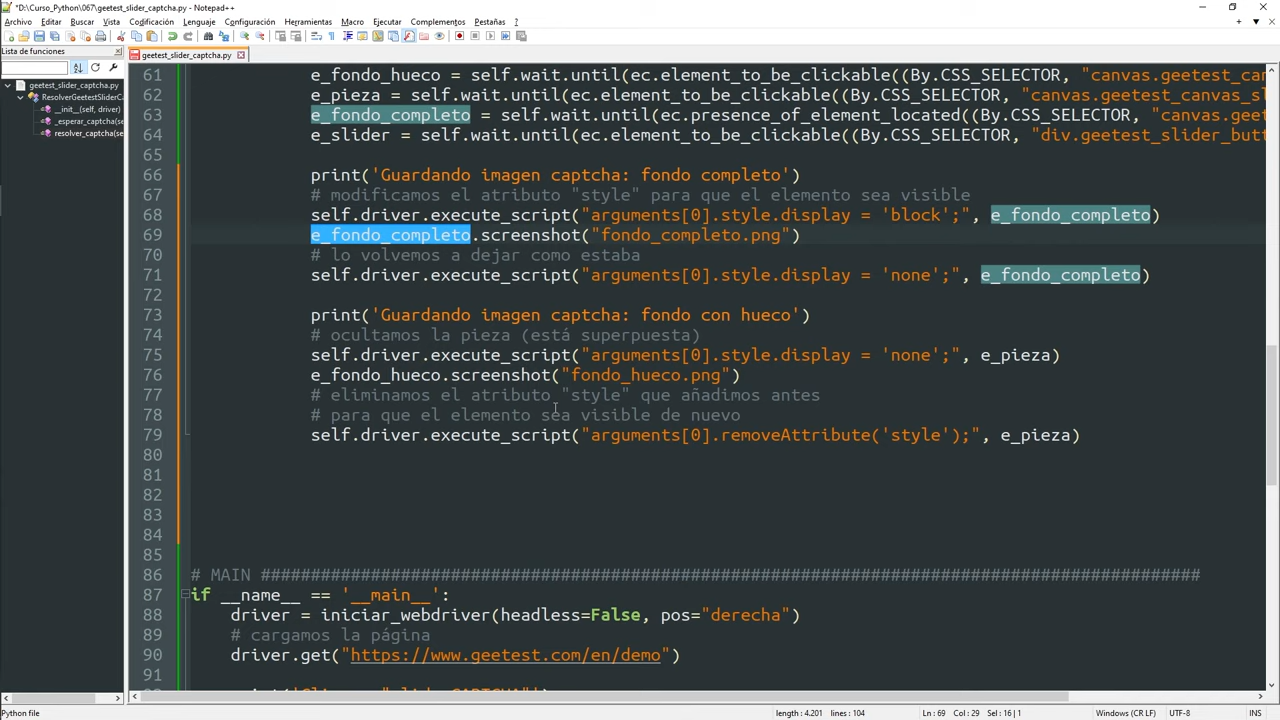 *D:\Curso_Python\067\geetest_slider_captcha.py - Notepad++
Archivo Editar Buscar Vista Codificación Lenguaje Configuración Herramientas Macro Ejecutar Complementos Pestañas ?
Lista de funciones
geetest_slider_captcha.py
geetest_slider_captcha.py
ResolverGeetestSliderCa
__init__(self, driver)
_esperar_captcha(se
resolver_captcha(se
61 e_fondo_hueco = self.wait.until(ec.element_to_be_clickable((By.CSS_SELECTOR, "canvas.geetest_can
62 e_pieza = self.wait.until(ec.element_to_be_clickable((By.CSS_SELECTOR, "canvas.geetest_canvas_sl
63 e_fondo_completo = self.wait.until(ec.presence_of_element_located((By.CSS_SELECTOR, "canvas.geet
64 e_slider = self.wait.until(ec.element_to_be_clickable((By.CSS_SELECTOR, "div.geetest_slider_butt
65
66 print('Guardando imagen captcha: fondo completo')
67 # modificamos el atributo "style" para que el elemento sea visible
68 self.driver.execute_script("arguments[0].style.display = 'block';", e_fondo_completo)
69 e_fondo_completo.screenshot("fondo_completo.png")
70 # lo volvemos a dejar como estaba
71 self.driver.execute_script("arguments[0].style.display = 'none';", e_fondo_completo)
72
73 print('Guardando imagen captcha: fondo con hueco')
74 # ocultamos la pieza (está superpuesta)
75 self.driver.execute_script("arguments[0].style.display = 'none';", e_pieza)
76 e_fondo_hueco.screenshot("fondo_hueco.png")
77 # eliminamos el atributo "style" que añadimos antes
78 # para que el elemento sea visible de nuevo
79 self.driver.execute_script("arguments[0].removeAttribute('style');", e_pieza)
80
81
82
83
84
85
86 # MAIN ##############################################################################################
87 if __name__ == '__main__':
88 driver = iniciar_webdriver(headless=False, pos="derecha")
89 # cargamos la página
90 driver.get("https://www.geetest.com/en/demo")
91
Python file length : 4.201 lines : 104 Ln : 69 Col : 29 Sel : 16 | 1 Windows (CR LF) UTF-8 INS